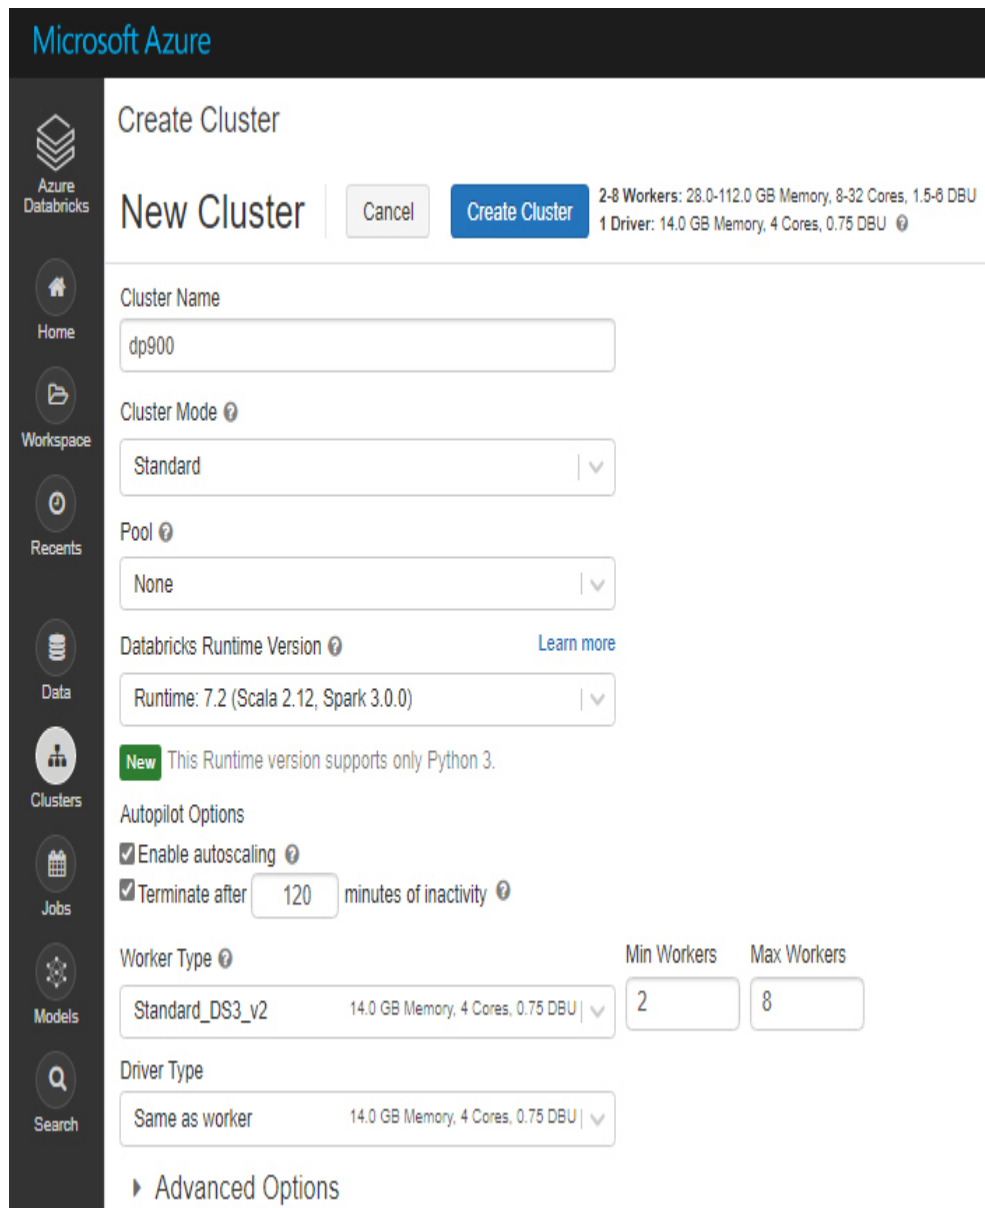 Microsoft Azure
Azure
Databricks
Home
Workspace
Recents
Data
Clusters
Jobs
Models
Search
Create Cluster
New Cluster
Cancel
Create Cluster
2-8 Workers: 28.0-112.0 GB Memory, 8-32 Cores, 1.5-6 DBU
1 Driver: 14.0 GB Memory, 4 Cores, 0.75 DBU ?
Cluster Name
dp900
Cluster Mode ?
Standard
Pool ?
None
Databricks Runtime Version ? Learn more
Runtime: 7.2 (Scala 2.12, Spark 3.0.0)
New This Runtime version supports only Python 3.
Autopilot Options
Enable autoscaling ?
Terminate after 120 minutes of inactivity ?
Worker Type ? Min Workers Max Workers
Standard_DS3_v2 14.0 GB Memory, 4 Cores, 0.75 DBU 2 8
Driver Type
Same as worker 14.0 GB Memory, 4 Cores, 0.75 DBU
Advanced Options